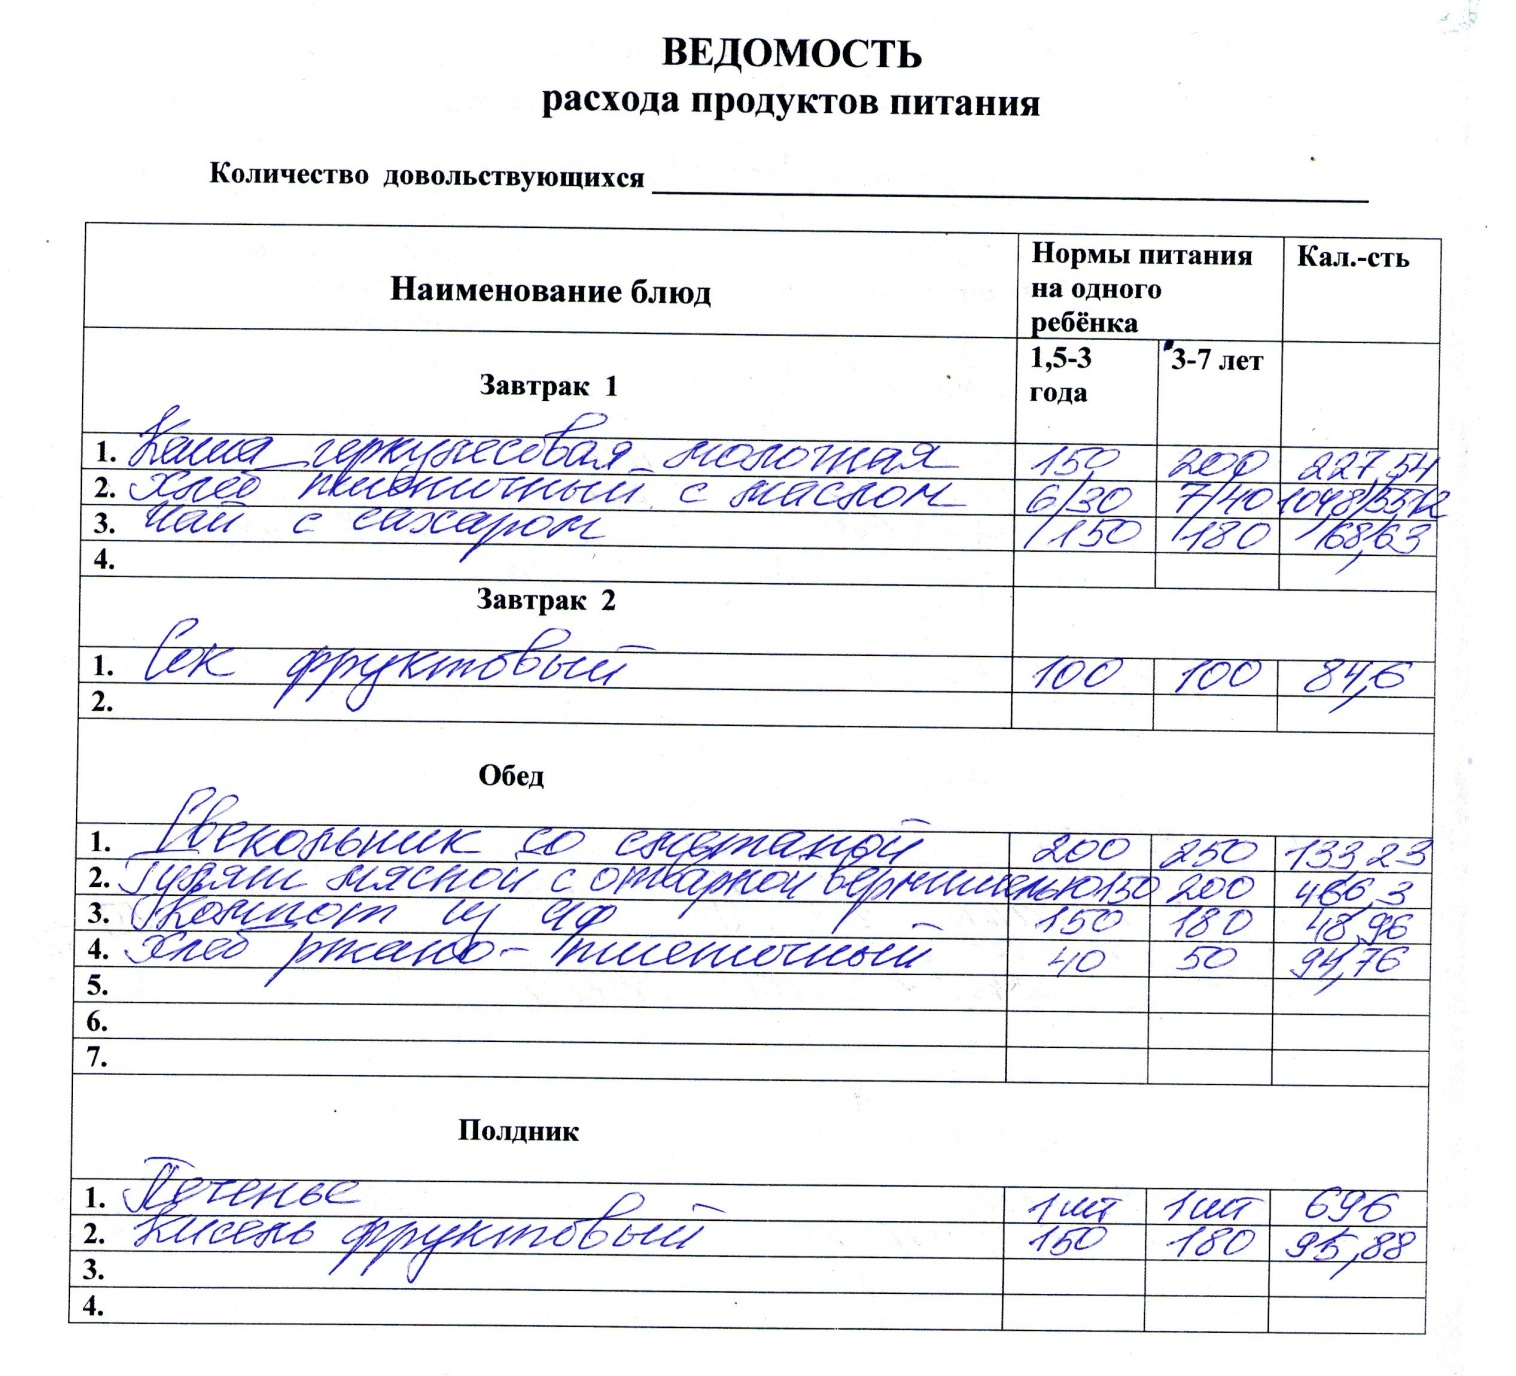 ВЕДОМОСТЬ
расхода продуктов питания
Количество довольствующихся
Наименование блюд Нормы питания на одного ребёнка Кал.-сть
Завтрак 1 1,5-3 года 3-7 лет
1. Каша геркулесовая молочная 150 200 227,54
2. Хлеб пшеничный с маслом 6/30 7/40
3. Чай с сахаром 150 180 68,63
4.
Завтрак 2
1. Сок фруктовый 100 100 84,6
2.
Обед
1. Свекольник со сметаной 200 250 133,23
2. Гуляш мясной с отварной вермишелью 150 200 466,3
3. Компот из 150 180 48,96
4. Хлеб ржано-пшеничный 40 50 94,76
5.
6.
7.
Полдник
1. Печенье 1 шт 1 шт 696
2. Кисель фруктовый 150 180 95,88
3.
4.